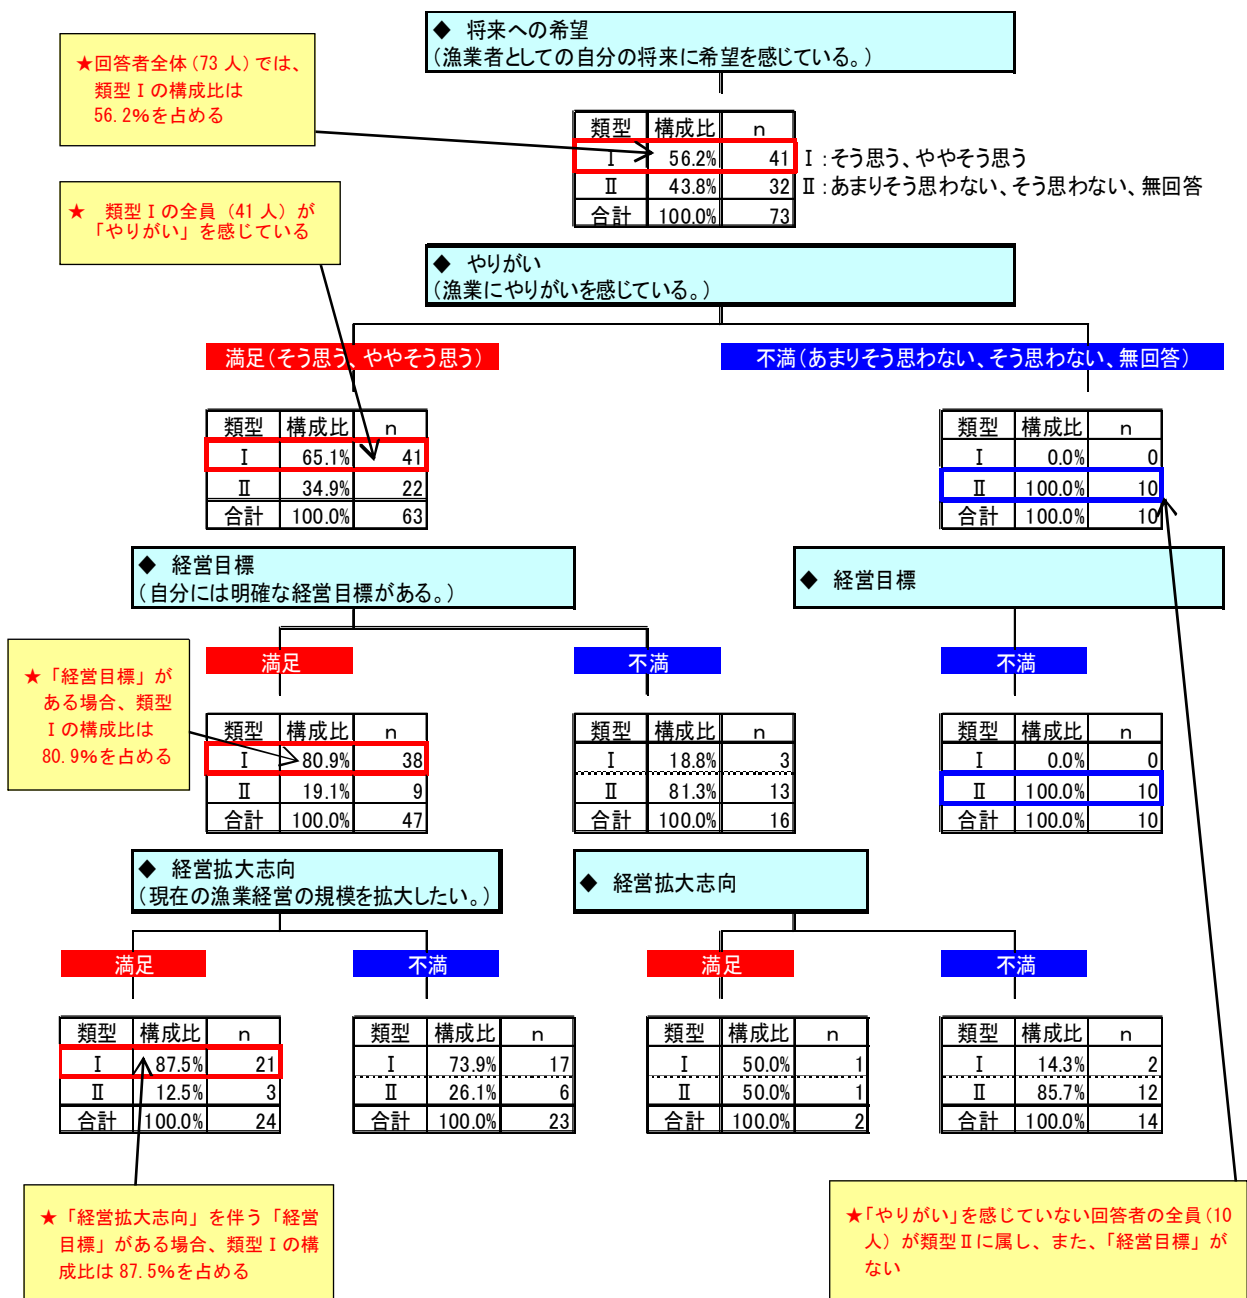 ◆ 将来への希望
(漁業者としての自分の将来に希望を感じている。)
★回答者全体(73 人)では、
類型Ⅰの構成比は
56.2%を占める
類型 構成比 n
Ⅰ 56.2% 41 Ⅰ:そう思う、ややそう思う
Ⅱ 43.8% 32 Ⅱ:あまりそう思わない、そう思わない、無回答
合計 100.0% 73
★ 類型Ⅰの全員(41 人)が
「やりがい」を感じている
◆ やりがい
(漁業にやりがいを感じている。)
満足(そう思う、ややそう思う)
不満(あまりそう思わない、そう思わない、無回答)
類型 構成比 n
Ⅰ 65.1% 41
Ⅱ 34.9% 22
合計 100.0% 63
類型 構成比 n
Ⅰ 0.0% 0
Ⅱ 100.0% 10
合計 100.0% 10
◆ 経営目標
(自分には明確な経営目標がある。)
◆ 経営目標
満足
不満
不満
★「経営目標」が
ある場合、類型
Ⅰの構成比は
80.9%を占める
類型 構成比 n
Ⅰ 80.9% 38
Ⅱ 19.1% 9
合計 100.0% 47
類型 構成比 n
Ⅰ 18.8% 3
Ⅱ 81.3% 13
合計 100.0% 16
類型 構成比 n
Ⅰ 0.0% 0
Ⅱ 100.0% 10
合計 100.0% 10
◆ 経営拡大志向
(現在の漁業経営の規模を拡大したい。)
◆ 経営拡大志向
満足
不満
満足
不満
類型 構成比 n
Ⅰ 87.5% 21
Ⅱ 12.5% 3
合計 100.0% 24
類型 構成比 n
Ⅰ 73.9% 17
Ⅱ 26.1% 6
合計 100.0% 23
類型 構成比 n
Ⅰ 50.0% 1
Ⅱ 50.0% 1
合計 100.0% 2
類型 構成比 n
Ⅰ 14.3% 2
Ⅱ 85.7% 12
合計 100.0% 14
★「経営拡大志向」を伴う「経営
目標」がある場合、類型Ⅰの構
成比は 87.5%を占める
★「やりがい」を感じていない回答者の全員(10
人)が類型Ⅱに属し、また、「経営目標」が
ない